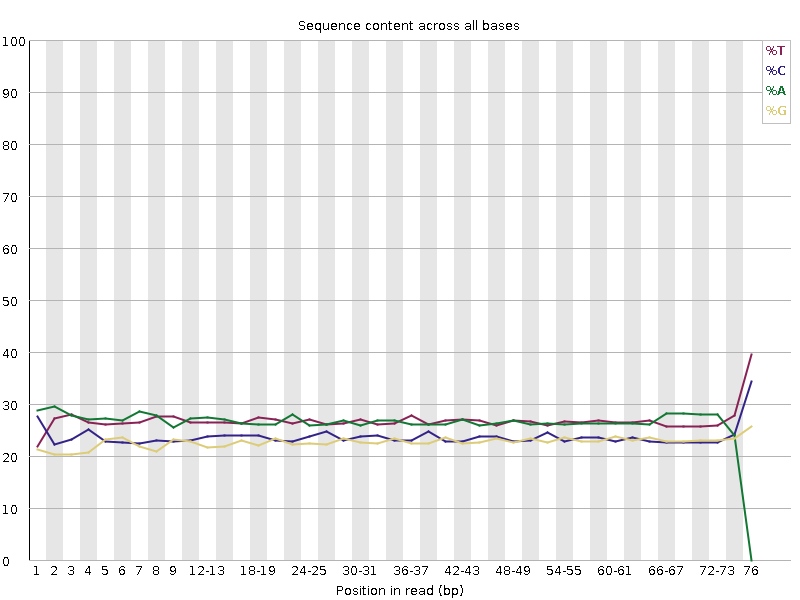 Sequence content across all bases
%T
%C
%A
%G
100
90
80
70
60
50
40
30
20
10
0
1 2 3 4 5 6 7 8 9 12-13 18-19 24-25 30-31 36-37 42-43 48-49 54-55 60-61 66-67 72-73 76
Position in read (bp)